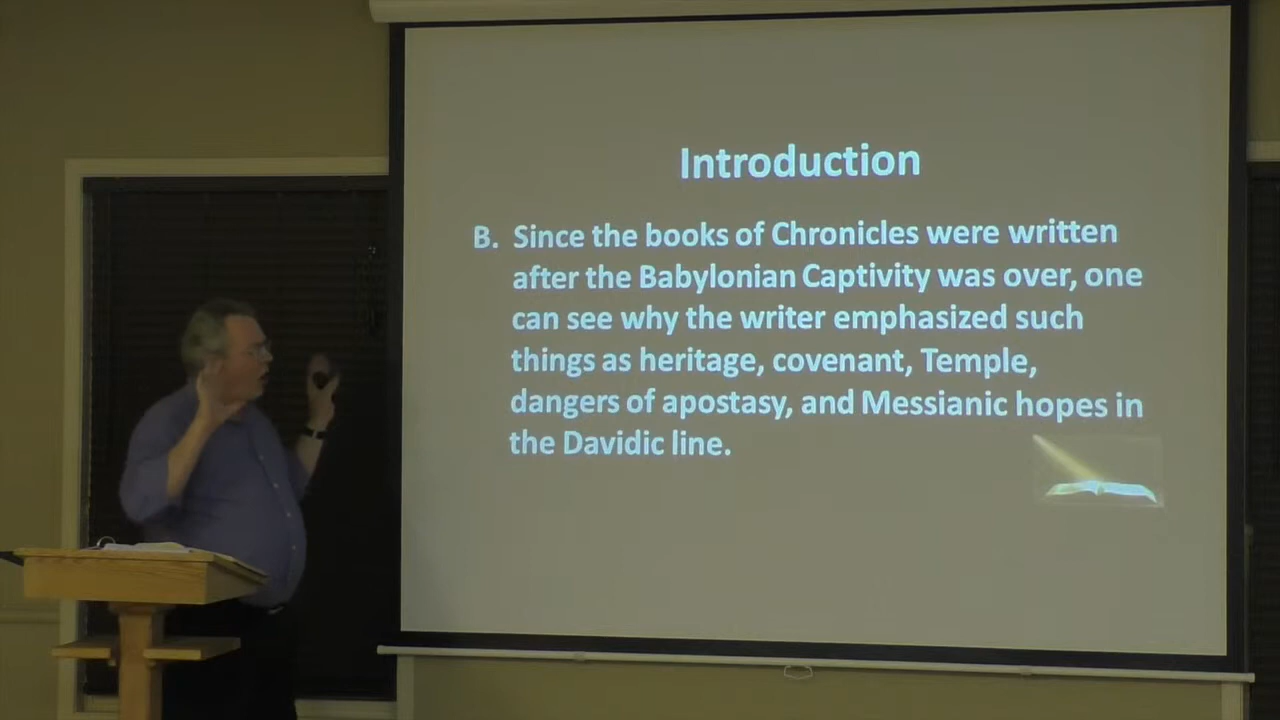 Introduction
B. Since the books of Chronicles were written
after the Babylonian Captivity was over, one
can see why the writer emphasized such
things as heritage, covenant, Temple,
dangers of apostasy, and Messianic hopes in
the Davidic line.